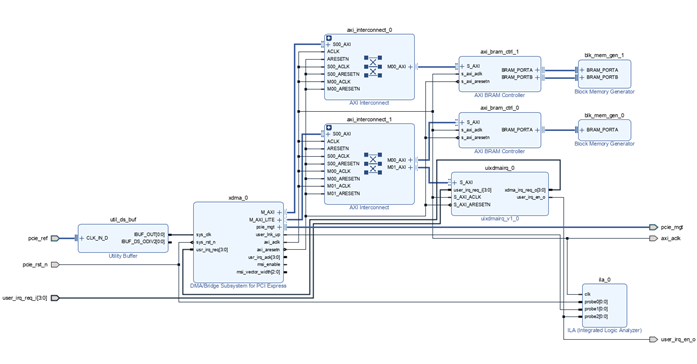 axi_interconnect_0
S00_AXI
ACLK
ARESETN
S00_ACLK
S00_ARESETN
M00_ACLK
M00_ARESETN
M00_AXI
AXI Interconnect
axi_bram_ctrl_1
S_AXI
s_axi_aclk
s_axi_aresetn
BRAM_PORTA
BRAM_PORTB
AXI BRAM Controller
blk_mem_gen_1
BRAM_PORTA
BRAM_PORTB
Block Memory Generator
axi_interconnect_1
S00_AXI
ACLK
ARESETN
S00_ACLK
S00_ARESETN
M00_ACLK
M00_ARESETN
M01_ACLK
M01_ARESETN
M00_AXI
M01_AXI
AXI Interconnect
axi_bram_ctrl_0
S_AXI
s_axi_aclk
s_axi_aresetn
BRAM_PORTA
AXI BRAM Controller
blk_mem_gen_0
BRAM_PORTA
Block Memory Generator
uixdmairq_0
S_AXI
user_irq_req_i[3:0]
S_AXI_ACLK
S_AXI_ARESETN
xdma_irq_req_o[3:0]
user_irq_en_o
uixdmairq_v1_0
xdma_0
sys_clk
sys_rst_n
usr_irq_req[3:0]
M_AXI
M_AXI_LITE
pcie_mgt
user_lnk_up
axi_aclk
axi_aresetn
usr_irq_ack[3:0]
msi_enable
msi_vector_width[2:0]
DMA/Bridge Subsystem for PCI Express
util_ds_buf
CLK_IN_D
IBUF_OUT[0:0]
IBUF_DS_ODIV2[0:0]
Utility Buffer
pcie_ref
pcie_rst_n
user_irq_req_i[3:0]
pcie_mgt
axi_aclk
ila_0
clk
probe0[0:0]
probe1[0:0]
probe2[0:0]
ILA (Integrated Logic Analyzer)
user_irq_en_o